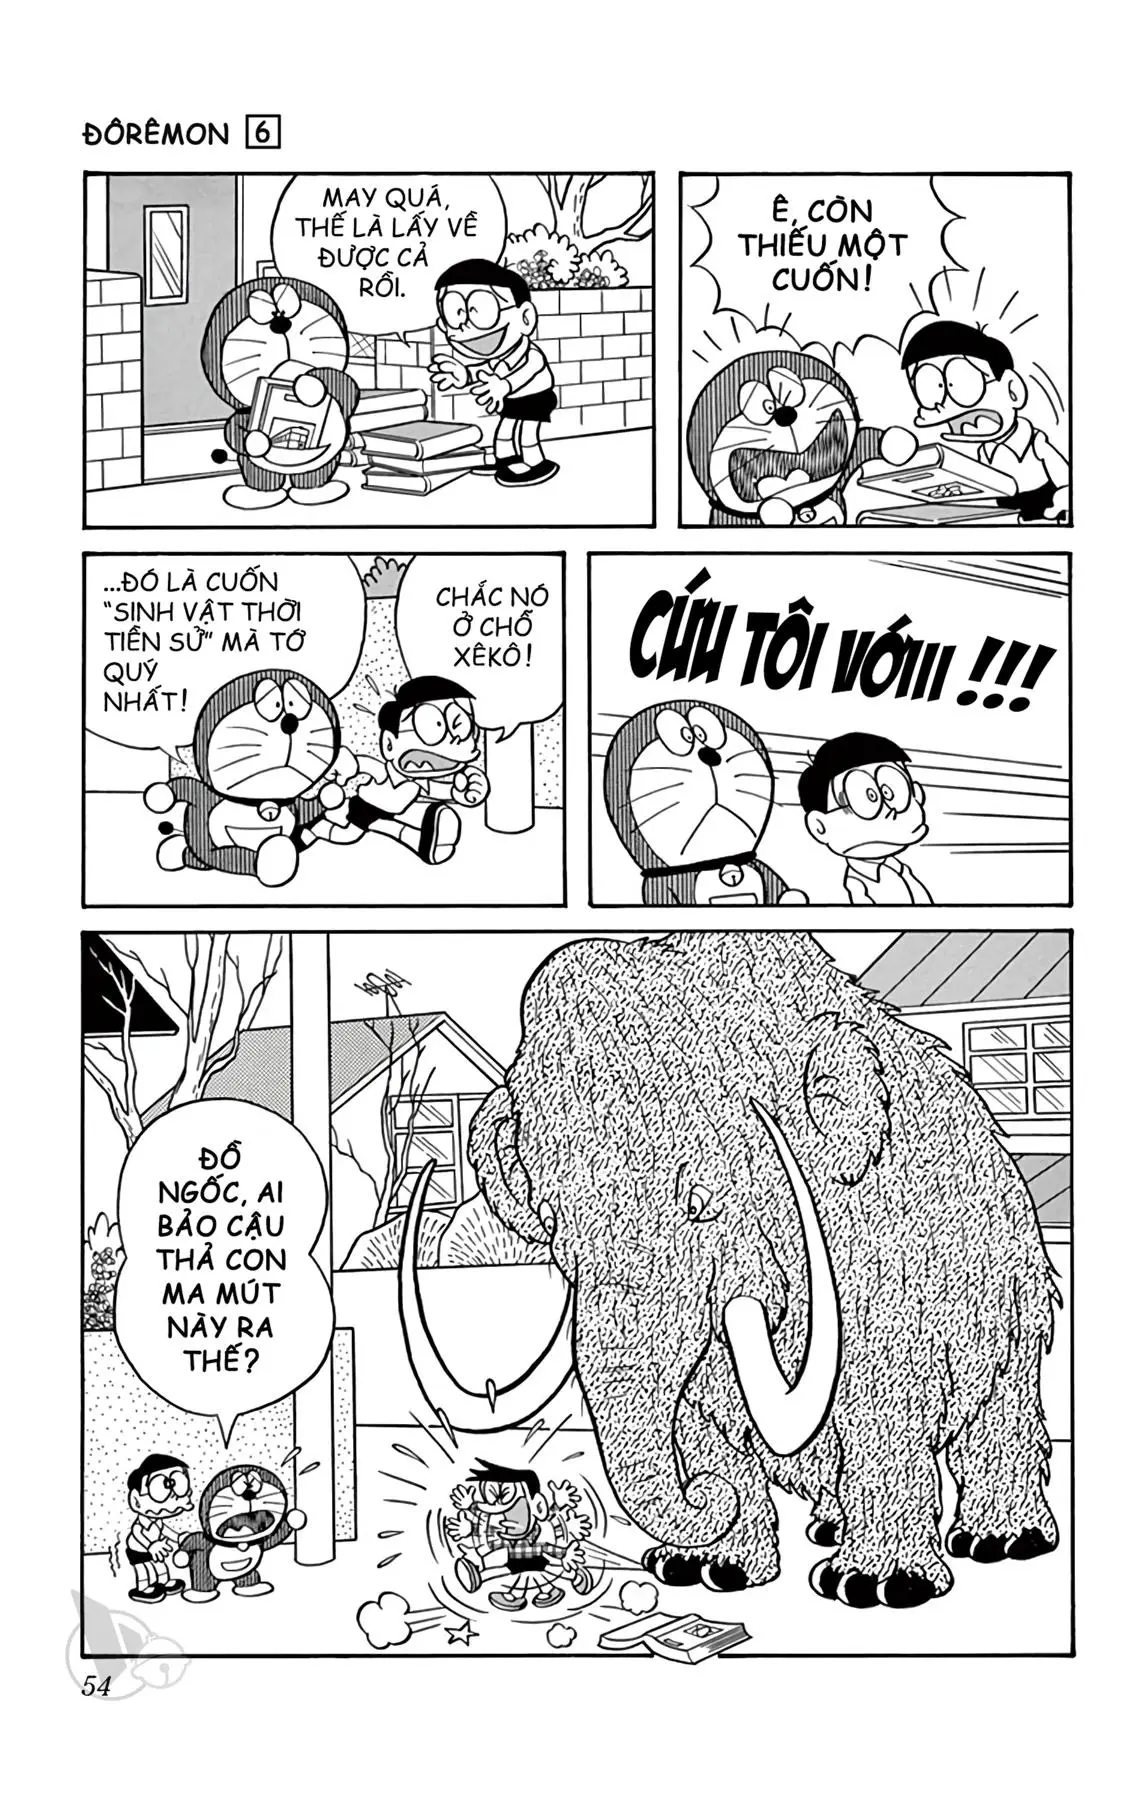 ĐÔRÊMON 6
MAY QUÁ,
THẾ LÀ LẤY VỀ
ĐƯỢC CẢ
RỒI.
Ê, CÒN
THIẾU MỘT
CUỐN!
...ĐÓ LÀ CUỐN
"SINH VẬT THỜI
TIỀN SỬ" MÀ TỚ
QUÝ
NHẤT!
CHẮC NÓ
Ở CHỖ
XÊKÔ!
CỨU TÔI VỚIII!!!
ĐỒ
NGỐC, AI
BẢO CẬU
THẢ CON
MA MÚT
NÀY RA
THẾ?
54